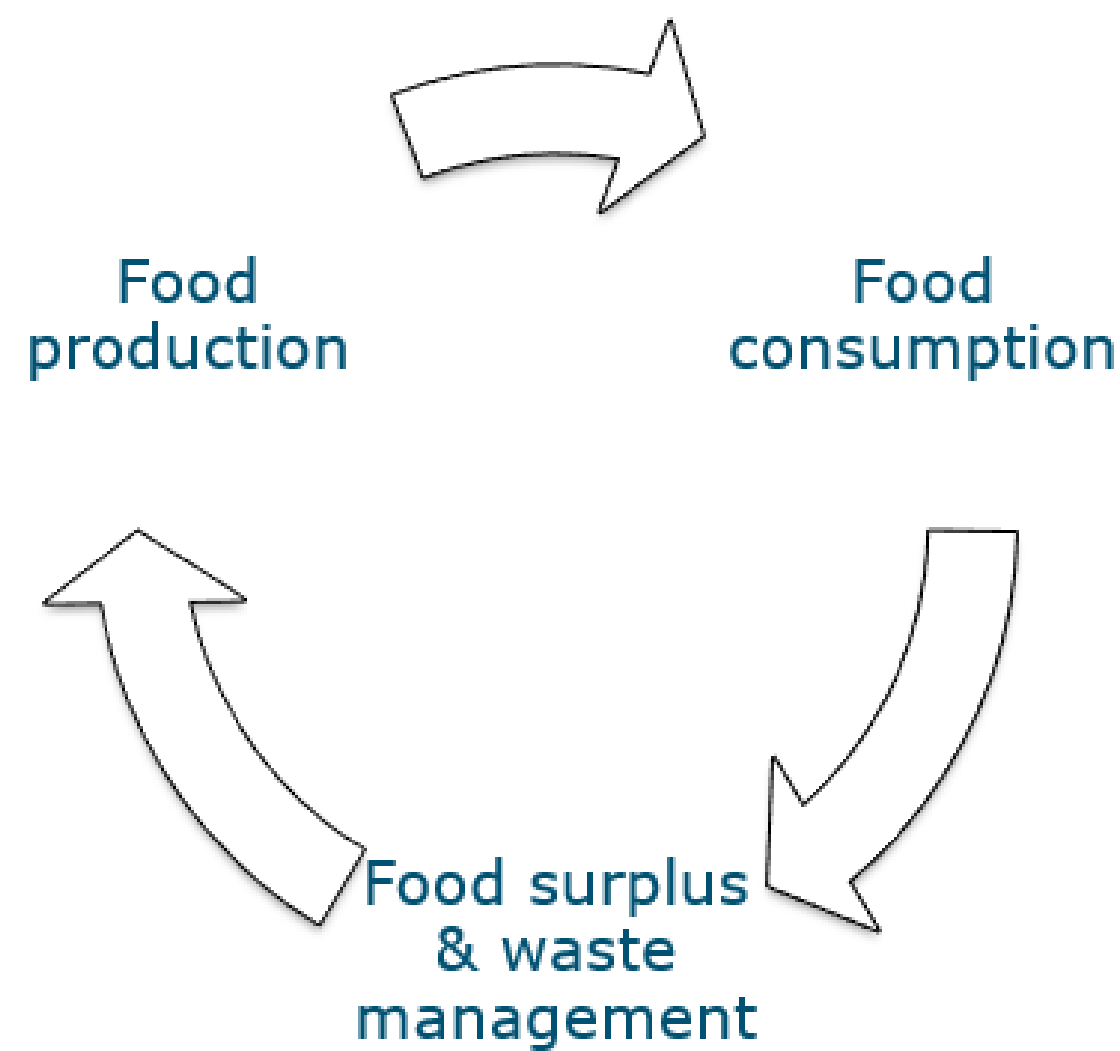 Food
production
Food
consumption
Food surplus
& waste
management